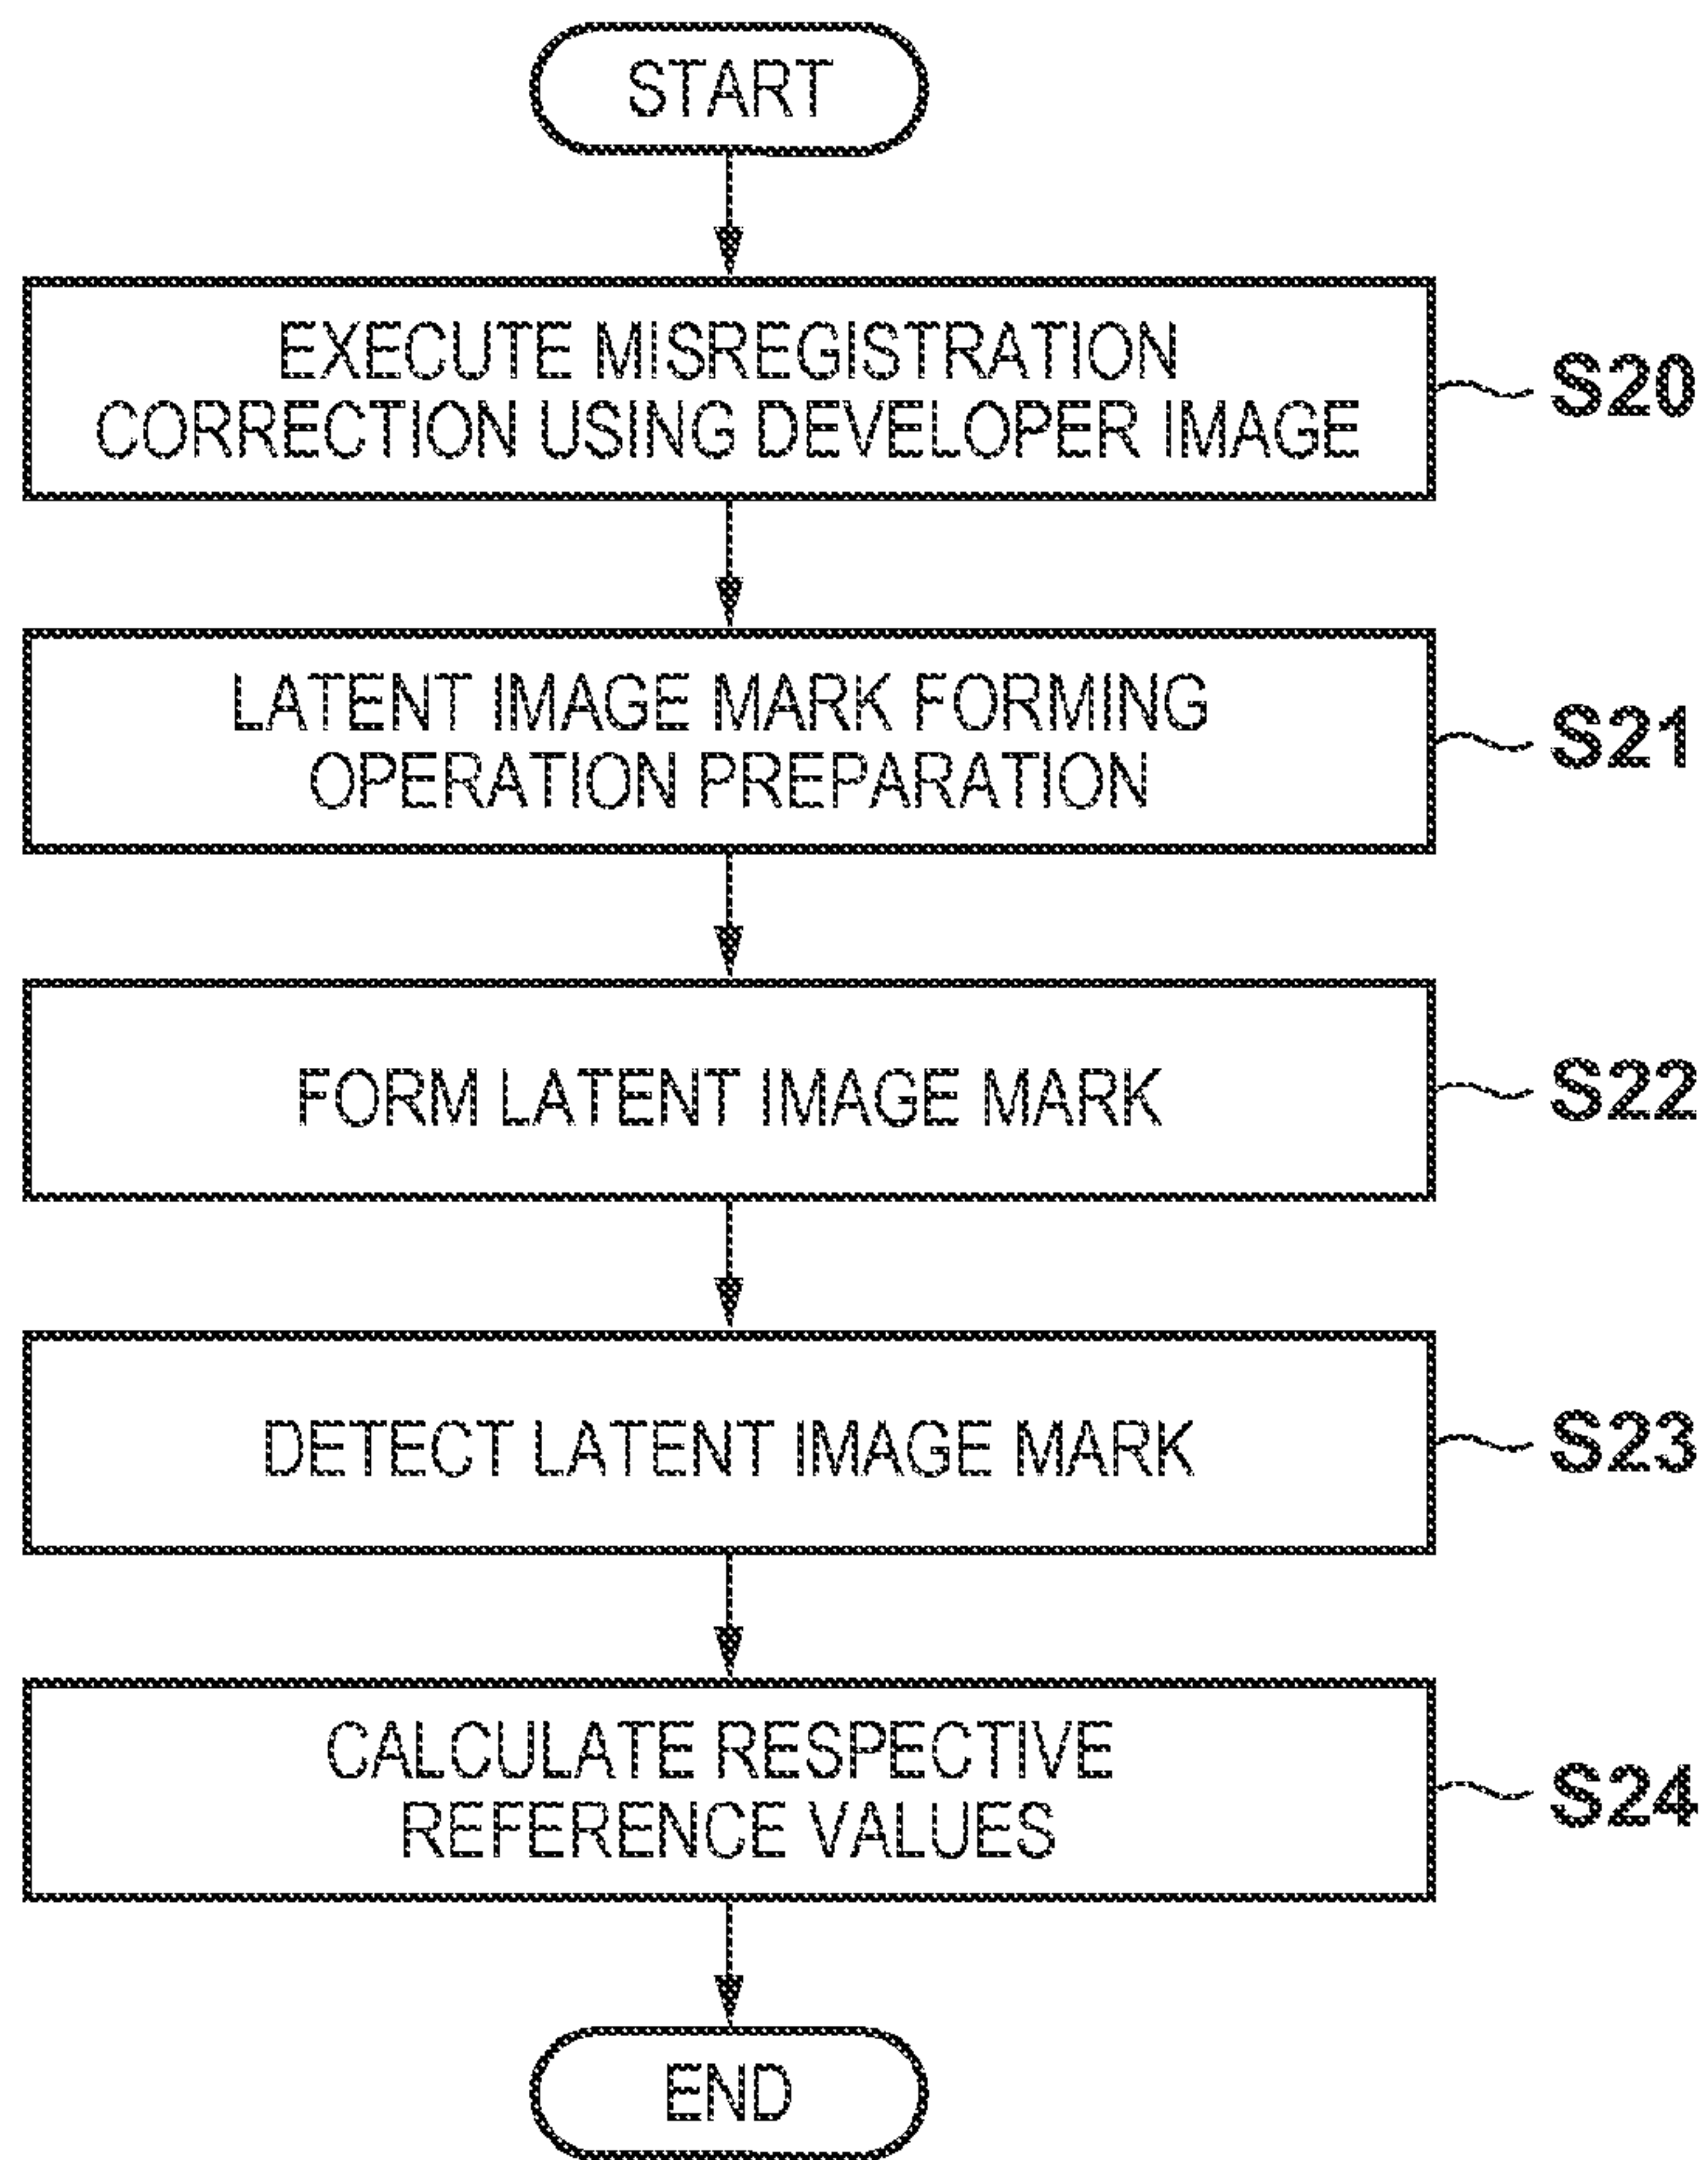 START
EXECUTE MISREGISTRATION
CORRECTION USING DEVELOPER IMAGE
S20
LATENT IMAGE MARK FORMING
OPERATION PREPARATION
S21
FORM LATENT IMAGE MARK
S22
DETECT LATENT IMAGE MARK
S23
CALCULATE RESPECTIVE
REFERENCE VALUES
S24
END